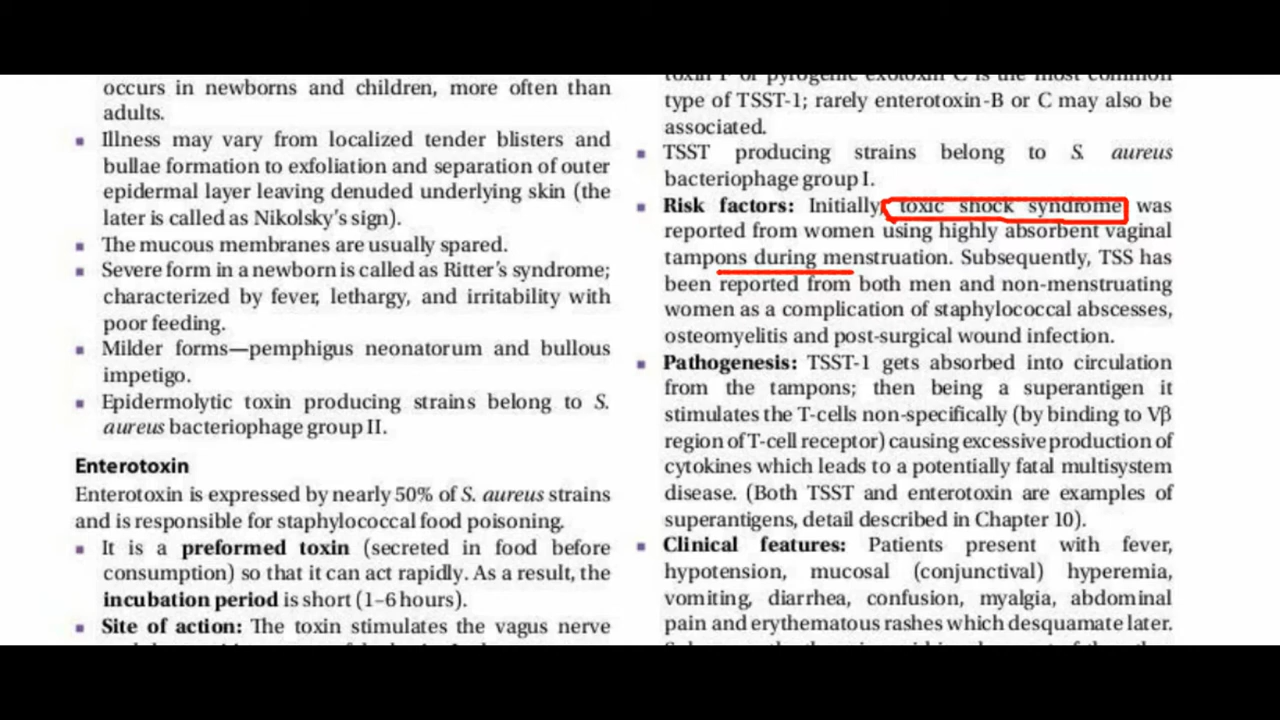 occurs in newborns and children, more often than
adults.
▪ Illness may vary from localized tender blisters and
bullae formation to exfoliation and separation of outer
epidermal layer leaving denuded underlying skin (the
later is called as Nikolsky's sign).
▪ The mucous membranes are usually spared.
▪ Severe form in a newborn is called as Ritter's syndrome;
characterized by fever, lethargy, and irritability with
poor feeding.
▪ Milder forms—pemphigus neonatorum and bullous
impetigo.
▪ Epidermolytic toxin producing strains belong to S.
aureus bacteriophage group II.
Enterotoxin
Enterotoxin is expressed by nearly 50% of S. aureus strains
and is responsible for staphylococcal food poisoning.
▪ It is a preformed toxin (secreted in food before
consumption) so that it can act rapidly. As a result, the
incubation period is short (1–6 hours).
▪ Site of action: The toxin stimulates the vagus nerve
toxin F or pyrogenic exotoxin C is the most common
type of TSST-1; rarely enterotoxin-B or C may also be
associated.
▪ TSST producing strains belong to S. aureus
bacteriophage group I.
▪ Risk factors: Initially, toxic shock syndrome was
reported from women using highly absorbent vaginal
tampons during menstruation. Subsequently, TSS has
been reported from both men and non-menstruating
women as a complication of staphylococcal abscesses,
osteomyelitis and post-surgical wound infection.
▪ Pathogenesis: TSST-1 gets absorbed into circulation
from the tampons; then being a superantigen it
stimulates the T-cells non-specifically (by binding to Vβ
region of T-cell receptor) causing excessive production of
cytokines which leads to a potentially fatal multisystem
disease. (Both TSST and enterotoxin are examples of
superantigens, detail described in Chapter 10).
▪ Clinical features: Patients present with fever,
hypotension, mucosal (conjunctival) hyperemia,
vomiting, diarrhea, confusion, myalgia, abdominal
pain and erythematous rashes which desquamate later.